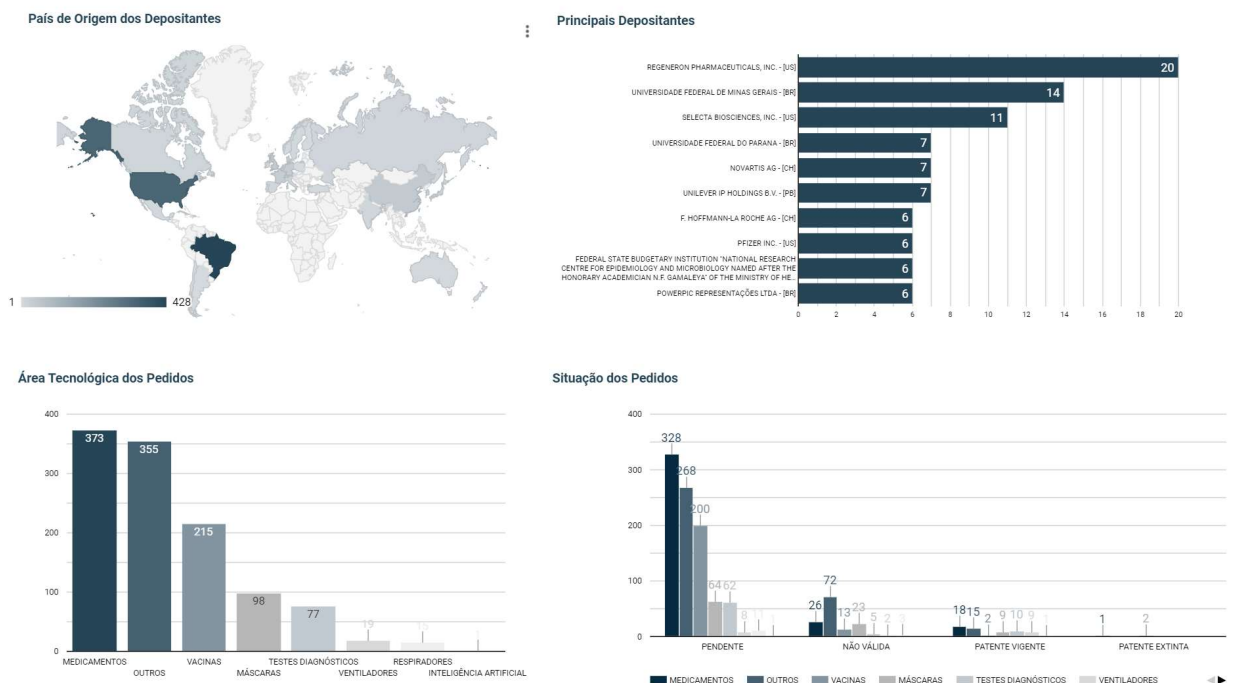 País de Origem dos Depositantes
1
428
Principais Depositantes
REGENERON PHARMACEUTICALS, INC. - [US]
20
UNIVERSIDADE FEDERAL DE MINAS GERAIS - [BR]
14
SELECTA BIOSCIENCES, INC. - [US]
11
UNIVERSIDADE FEDERAL DO PARANA - [BR]
7
NOVARTIS AG - [CH]
7
UNILEVER IP HOLDINGS B.V. - [PB]
7
F. HOFFMANN-LA ROCHE AG - [CH]
6
PFIZER INC. - [US]
6
FEDERAL STATE BUDGETARY INSTITUTION "NATIONAL RESEARCH
CENTRE FOR EPIDEMIOLOGY AND MICROBIOLOGY NAMED AFTER THE
HONORARY ACADEMICIAN N.F. GAMALEYA" OF THE MINISTRY OF HE...
6
POWERPIC REPRESENTAÇÕES LTDA - [BR]
6
0 2 4 6 8 10 12 14 16 18 20
Área Tecnológica dos Pedidos
400
300
200
100
0
373
355
215
98
77
19
15
1
MEDICAMENTOS
OUTROS
VACINAS
MÁSCARAS
TESTES DIAGNÓSTICOS
VENTILADORES
RESPIRADORES
INTELIGÊNCIA ARTIFICIAL
Situação dos Pedidos
400
300
200
100
0
328 268 200 64 62 8 11 1
26 72 13 23 5 2 3
18 15 2 9 10 9 1
1 2
PENDENTE NÃO VÁLIDA PATENTE VIGENTE PATENTE EXTINTA
MEDICAMENTOS OUTROS VACINAS MÁSCARAS TESTES DIAGNÓSTICOS VENTILADORES